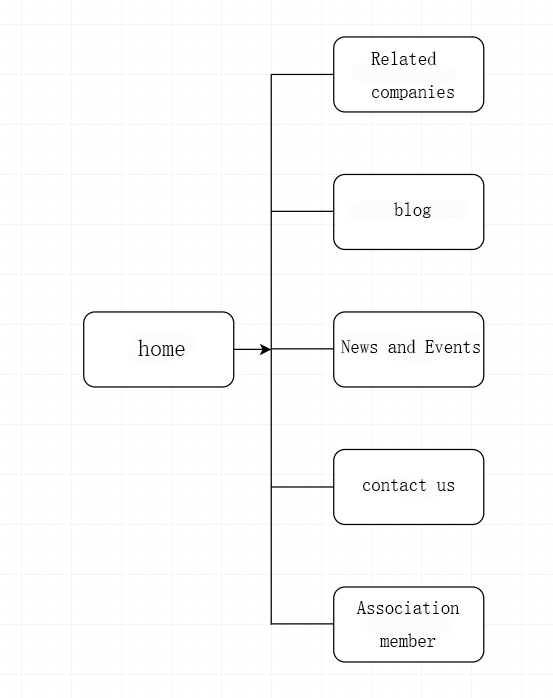 Related
companies
blog
home
News and Events
contact us
Association
member